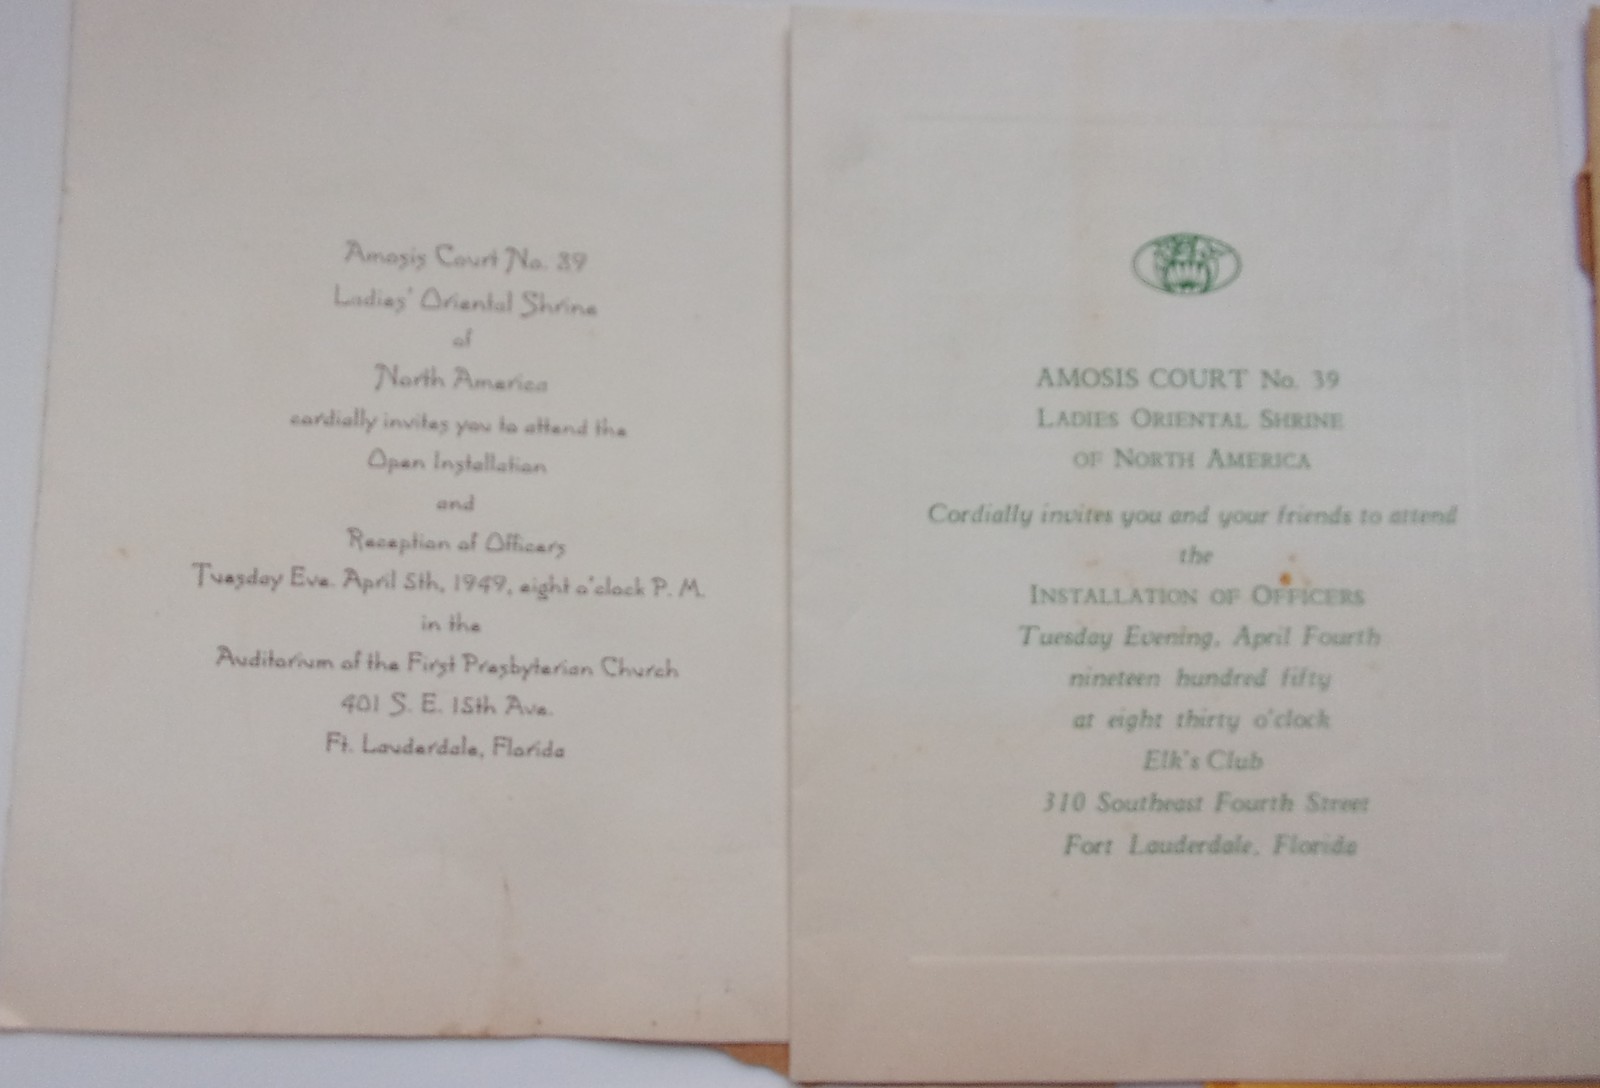 Amosis Court No. 39
Ladies' Oriental Shrine
of
North America
cordially invites you to attend the
Open Installation
and
Reception of Officers
Tuesday Eve. April 5th, 1949, eight o'clock P. M.
in the
Auditorium of the First Presbyterian Church
401 S. E. 15th Ave.
Ft. Lauderdale, Florida
AMOSIS COURT No. 39
LADIES ORIENTAL SHRINE
OF NORTH AMERICA
Cordially invites you and your friends to attend
the
INSTALLATION OF OFFICERS
Tuesday Evening, April Fourth
nineteen hundred fifty
at eight thirty o'clock
Elk's Club
310 Southeast Fourth Street
Fort Lauderdale, Florida